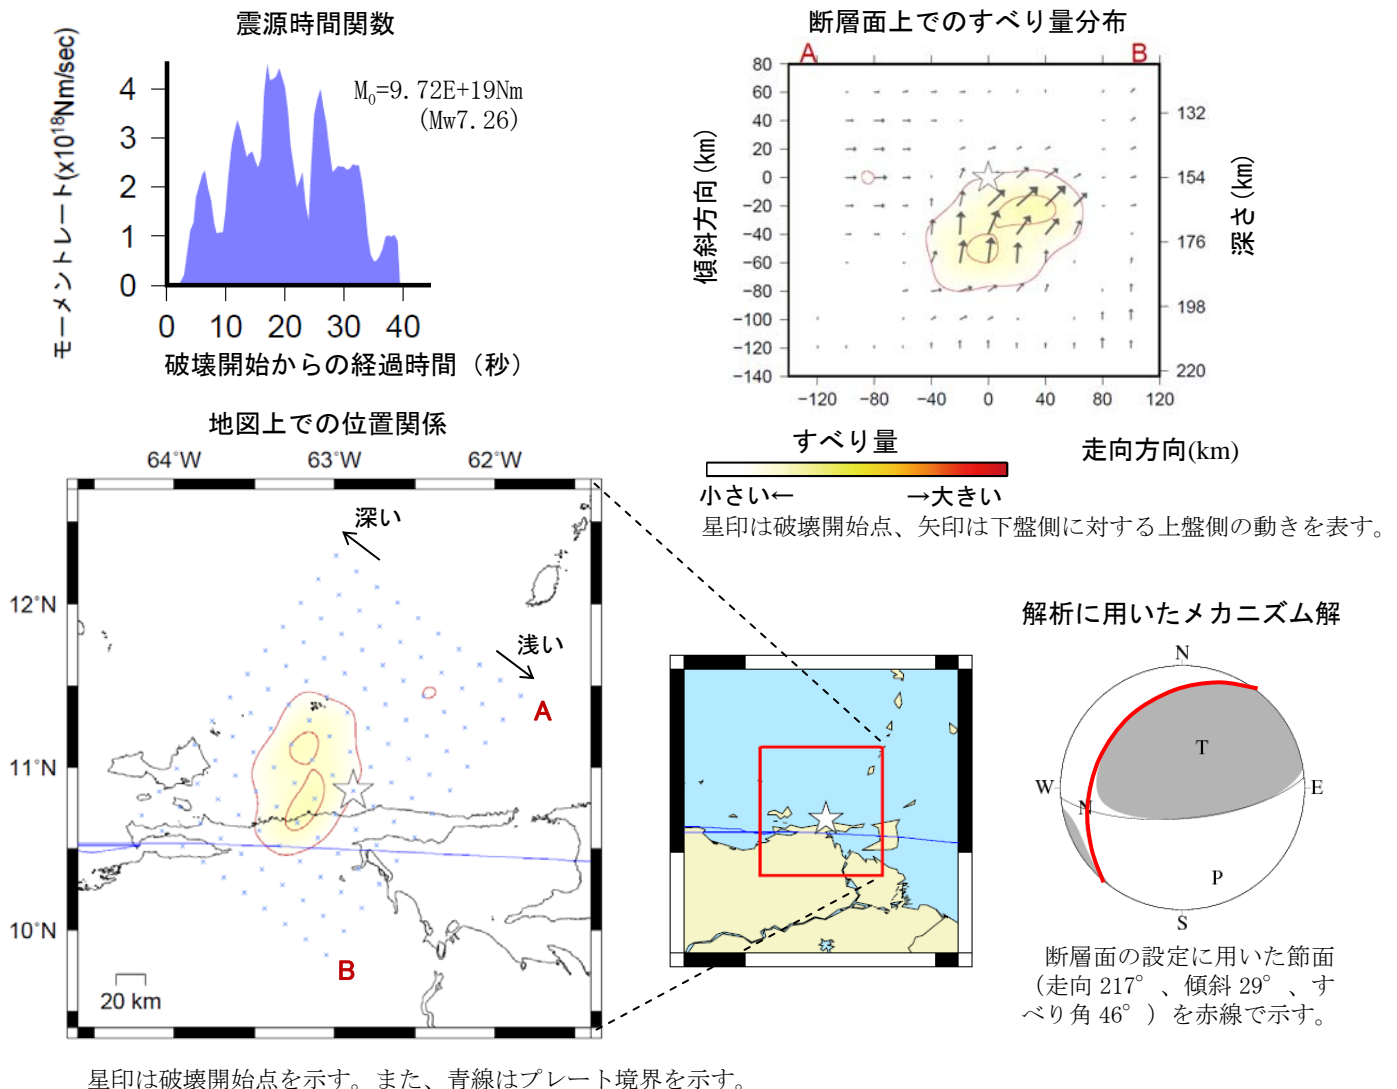 震源時間関数
モーメントレート(x10¹⁸Nm/sec)
4
3
2
1
0
M₀=9.72E+19Nm
(Mw7.26)
0 10 20 30 40
破壊開始からの経過時間（秒）
断層面上でのすべり量分布
A B
傾斜方向(km)
80
60
40
20
0
−20
−40
−60
−80
−100
−120
−140
132
154
176
198
220
深さ(km)
−120 −80 −40 0 40 80 120
走向方向(km)
すべり量
小さい← →大きい
星印は破壊開始点、矢印は下盤側に対する上盤側の動きを表す。
地図上での位置関係
64°W 63°W 62°W
12°N
11°N
10°N
深い
浅い
A
B
20 km
解析に用いたメカニズム解
N
T
W
E
N
P
S
断層面の設定に用いた節面
（走向 217° 、傾斜 29° 、す
べり角 46° ）を赤線で示す。
星印は破壊開始点を示す。また、青線はプレート境界を示す。